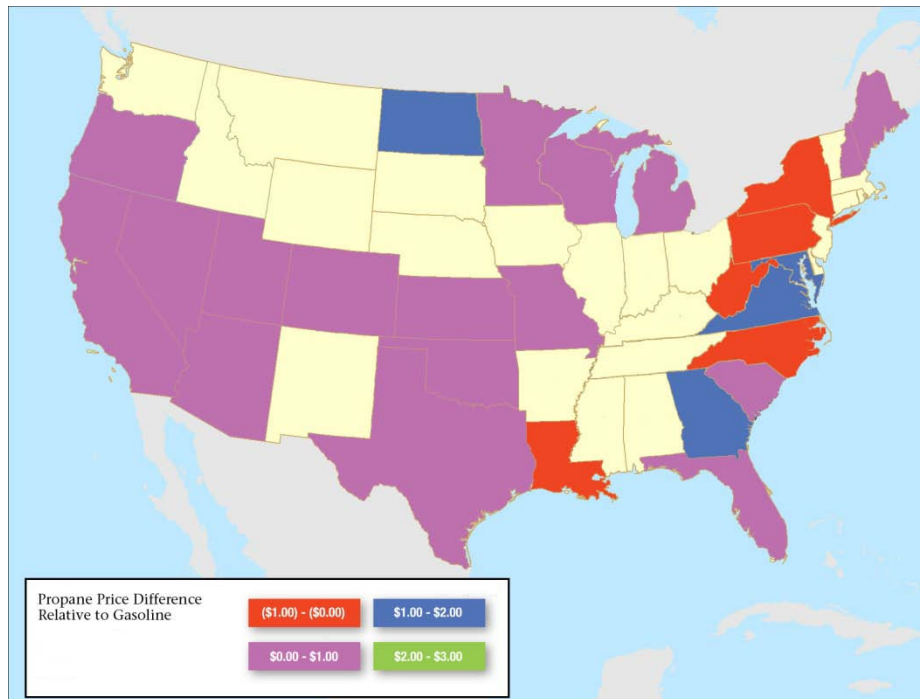 Propane Price Difference
Relative to Gasoline
($1.00) - ($0.00)
$1.00 - $2.00
$0.00 - $1.00
$2.00 - $3.00